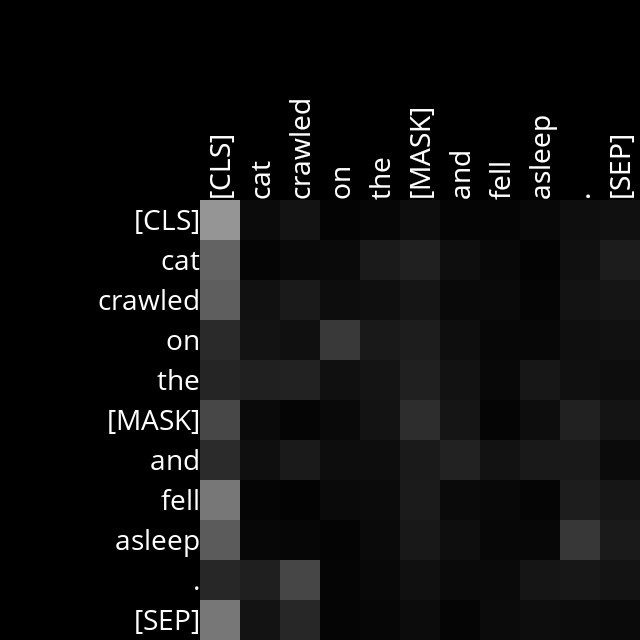 [CLS] cat crawled on the [MASK] and fell asleep . [SEP]
[CLS]
cat
crawled
on
the
[MASK]
and
fell
asleep
.
[SEP]